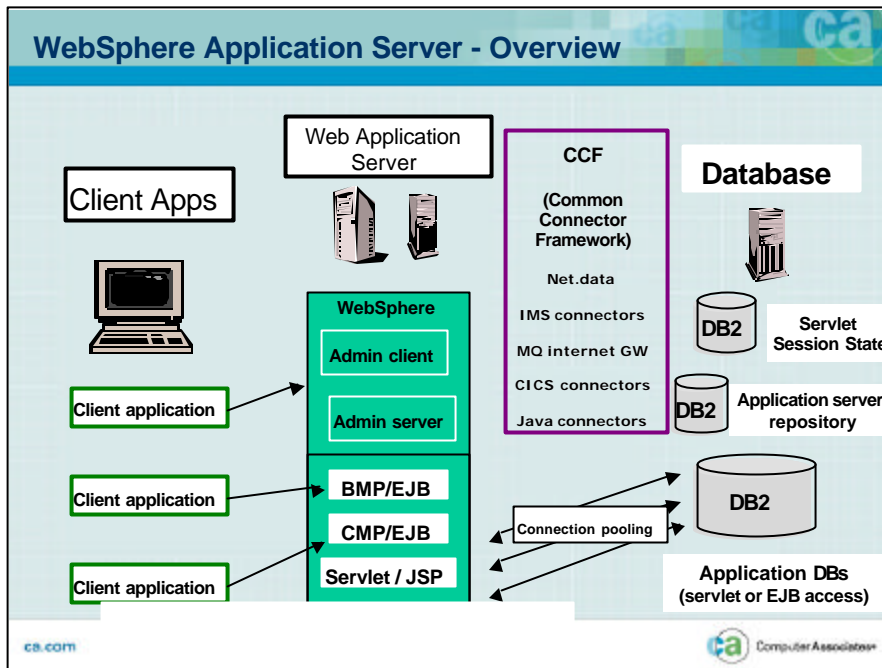 WebSphere Application Server - Overview
ca
Client Apps
Web Application
Server
CCF
(Common
Connector
Framework)
Net.data
IMS connectors
MQ internet GW
CICS connectors
Java connectors
Database
WebSphere
Admin client
Admin server
BMP/EJB
CMP/EJB
Servlet / JSP
Client application
Client application
Client application
Connection pooling
DB2
Servlet
Session State
DB2
Application server
repository
DB2
Application DBs
(servlet or EJB access)
ca.com
ca Computer Associates